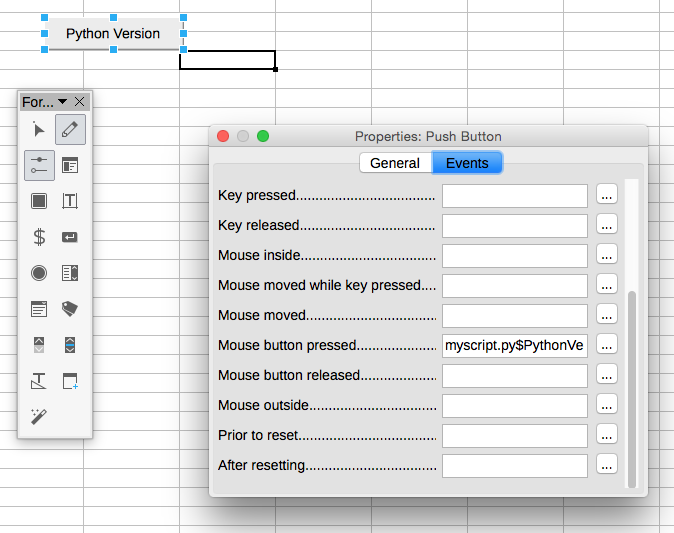 Python Version
For...
Properties: Push Button
General Events
Key pressed................................... ...
Key released.................................. ...
Mouse inside.................................. ...
Mouse moved while key pressed.... ...
Mouse moved................................. ...
Mouse button pressed.................... myscript.py$PythonVe ...
Mouse button released................... ...
Mouse outside................................ ...
Prior to reset.................................. ...
After resetting.................................. ...